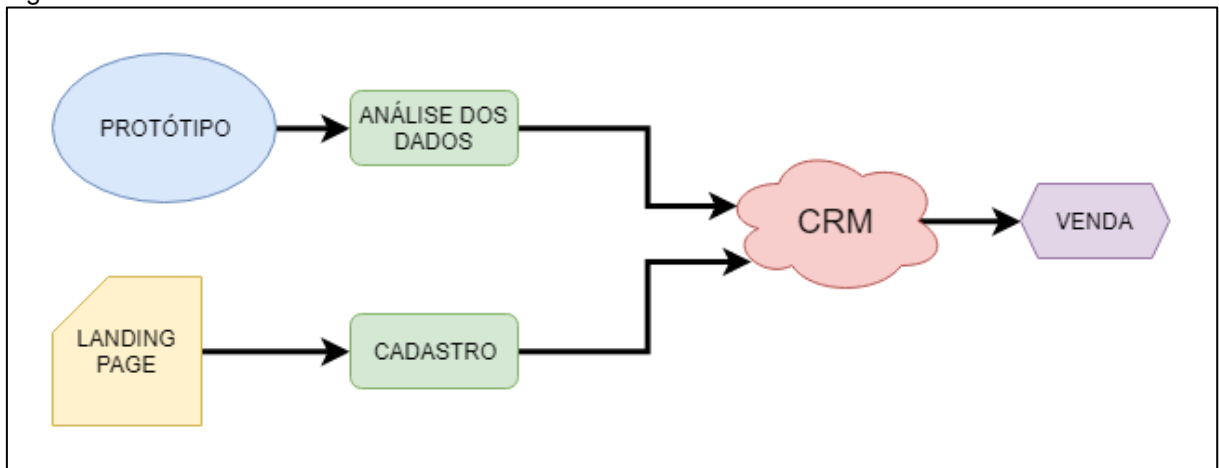 PROTÓTIPO
ANÁLISE DOS
DADOS
CRM
VENDA
LANDING
PAGE
CADASTRO